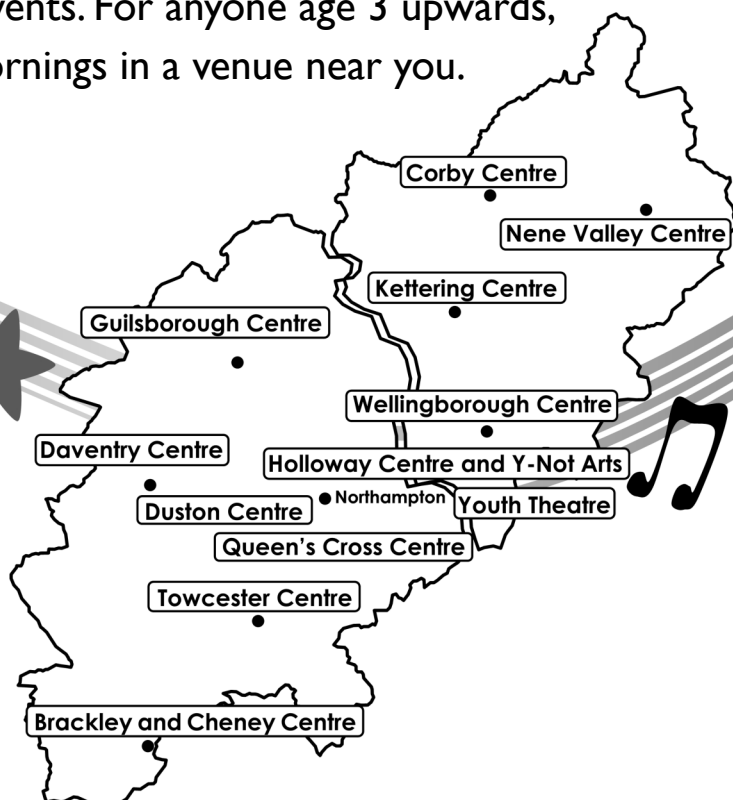 vents. For anyone age 3 upwards,
ornings in a venue near you.
Corby Centre
Nene Valley Centre
Kettering Centre
Guilsborough Centre
Wellingborough Centre
Daventry Centre
Holloway Centre and Y-Not Arts
Northampton
Youth Theatre
Duston Centre
Queen's Cross Centre
Towcester Centre
Brackley and Cheney Centre